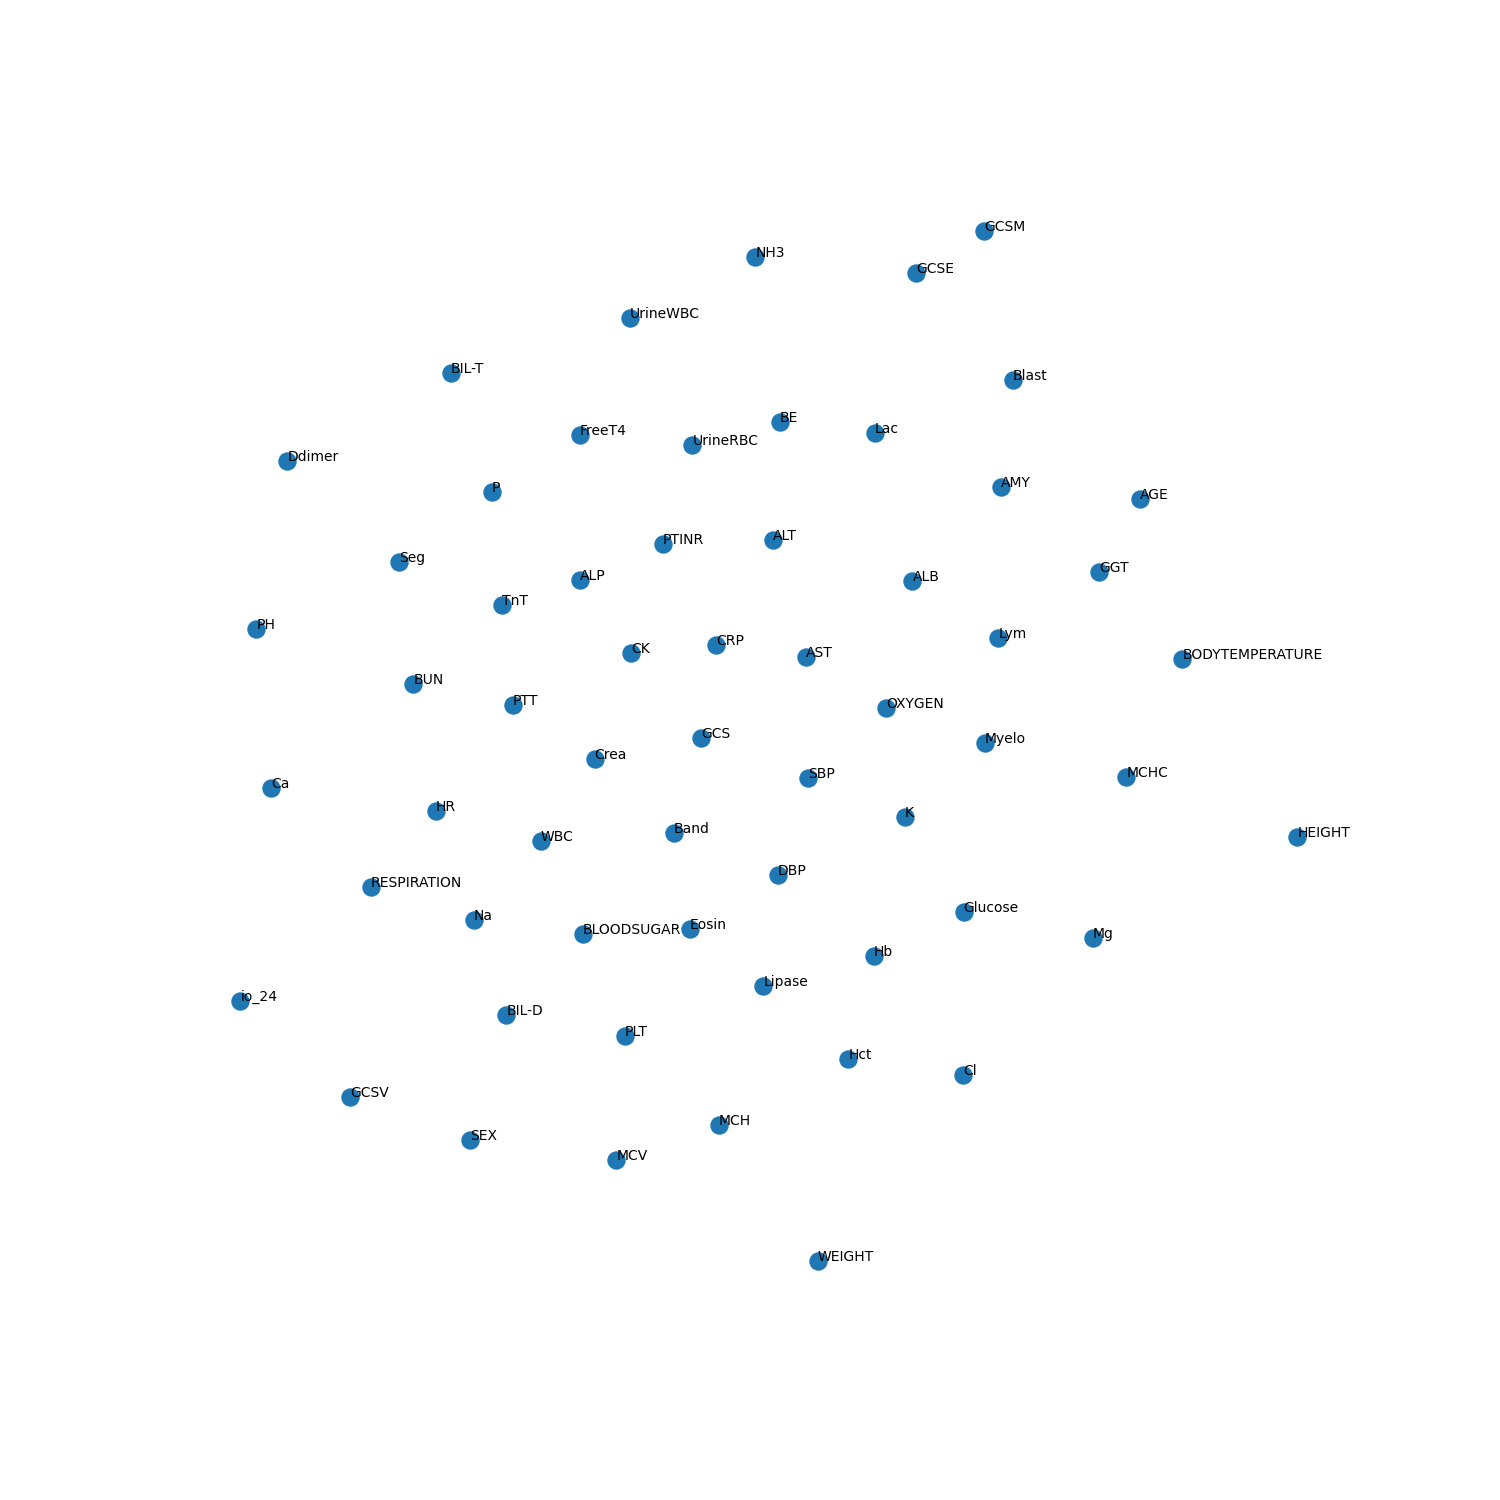 GCSM
NH3
GCSE
UrineWBC
BIL-T
Blast
BE
Lac
FreeT4
UrineRBC
Ddimer
AMY
P
AGE
ALT
PTINR
Seg
GGT
ALP
ALB
TnT
PH
Lym
CRP
CK
AST
BODYTEMPERATURE
BUN
PTT
OXYGEN
GCS
Myelo
Crea
SBP
MCHC
Ca
HR
K
Band
HEIGHT
WBC
DBP
RESPIRATION
Glucose
Na
Eosin
BLOODSUGAR
Mg
Hb
Lipase
io_24
BIL-D
PLT
Hct
Cl
GCSV
MCH
SEX
MCV
WEIGHT